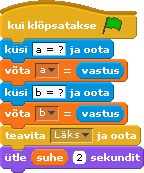 kui klõpsatakse
küsi a = ? ja oota
võta a = vastus
küsi b = ? ja oota
võta b = vastus
teavita Läks ja oota
ütle suhe 2 sekundit